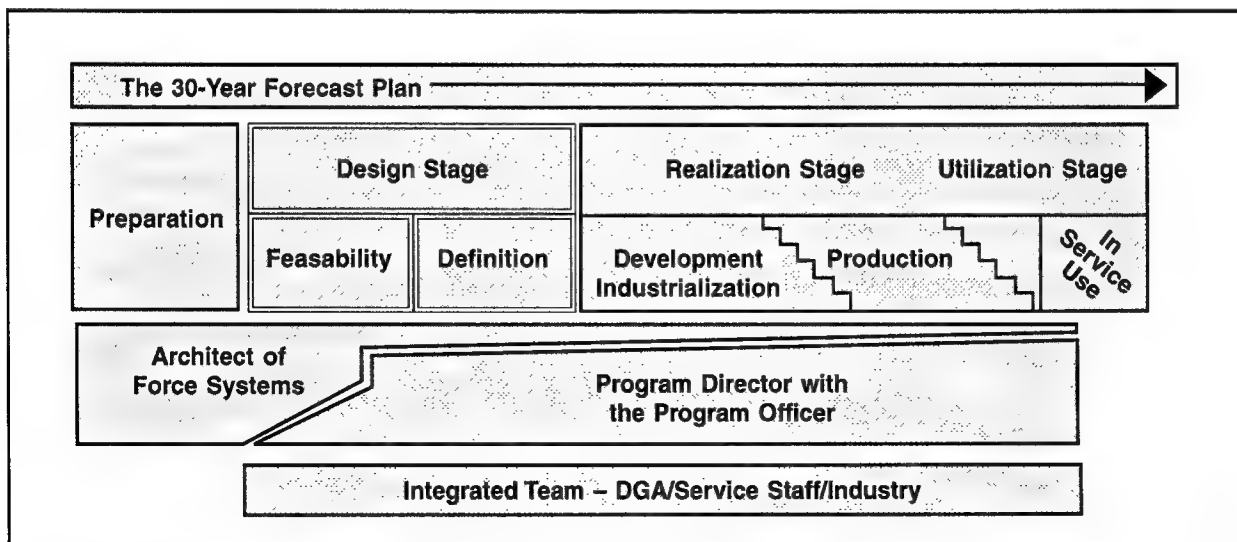 The 30-Year Forecast Plan
Preparation
Design Stage
Feasability
Definition
Realization Stage
Utilization Stage
Development
Industrialization
Production
In
Service
Use
Architect of
Force Systems
Program Director with
the Program Officer
Integrated Team – DGA/Service Staff/Industry